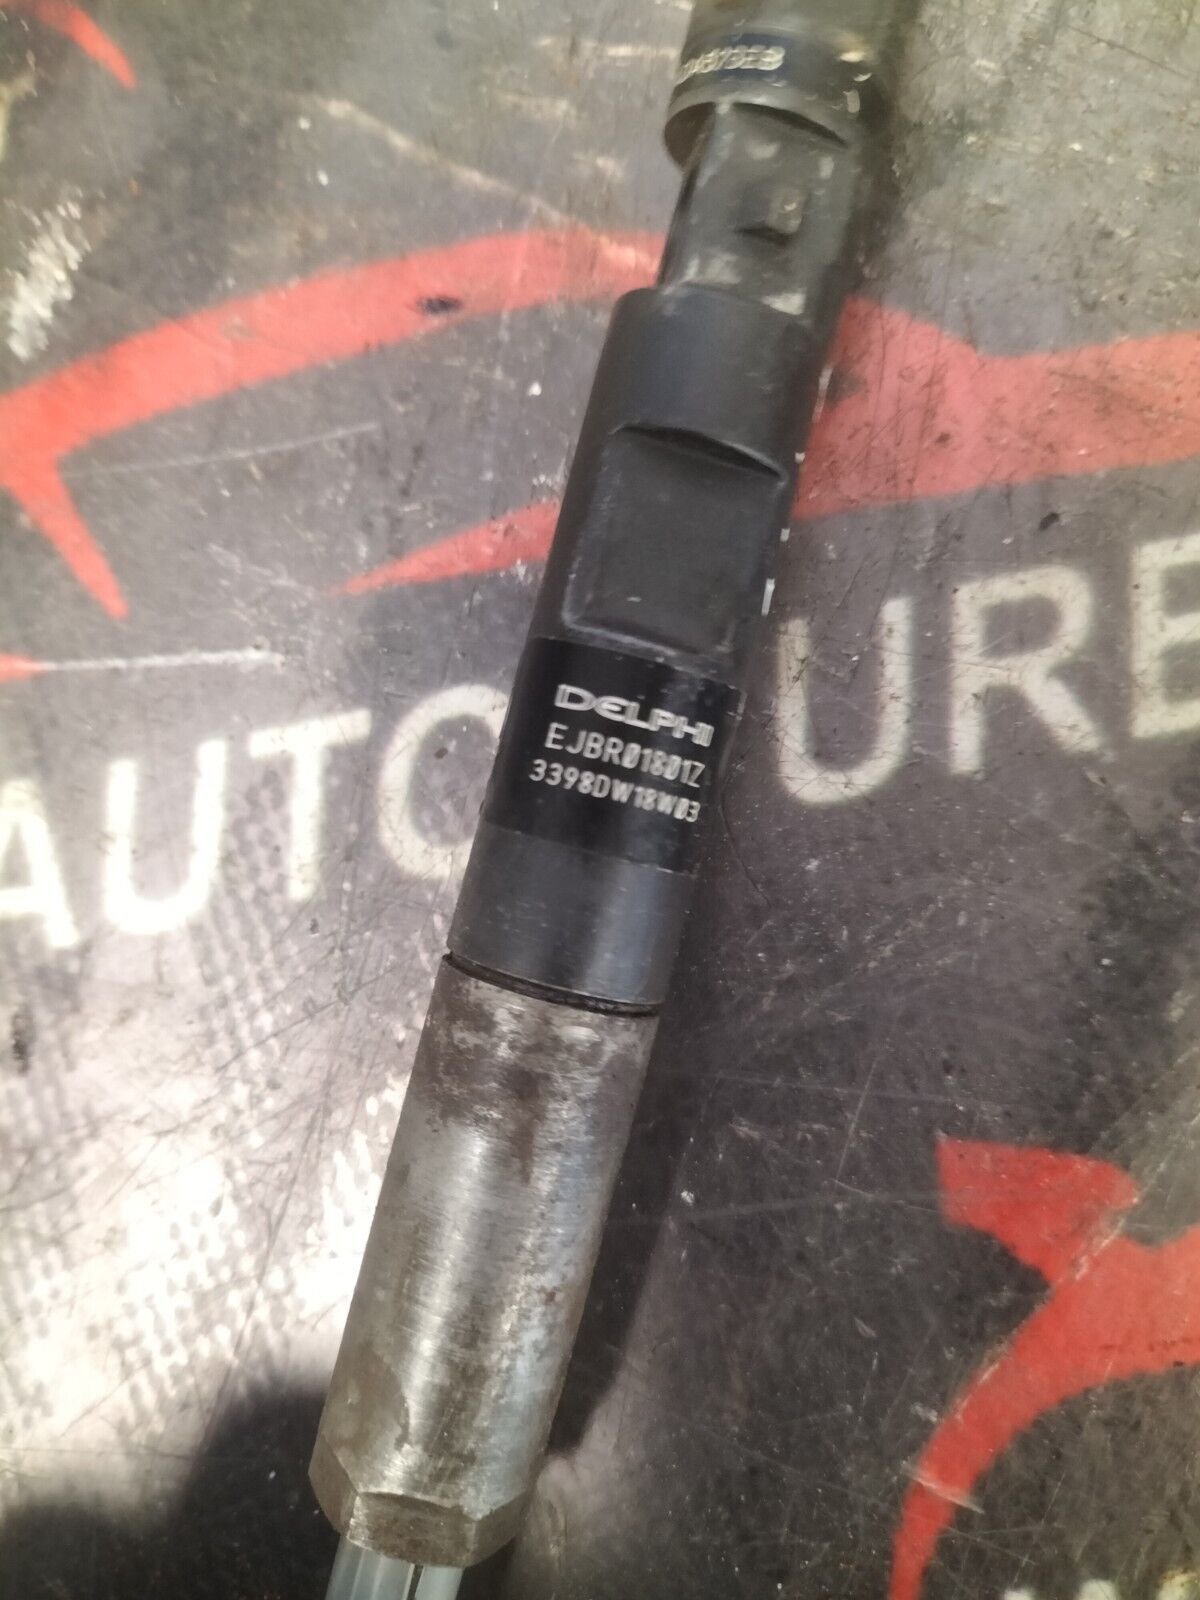 DELPHI
EJBR01801Z
3398DW18W03
AUTO
URE